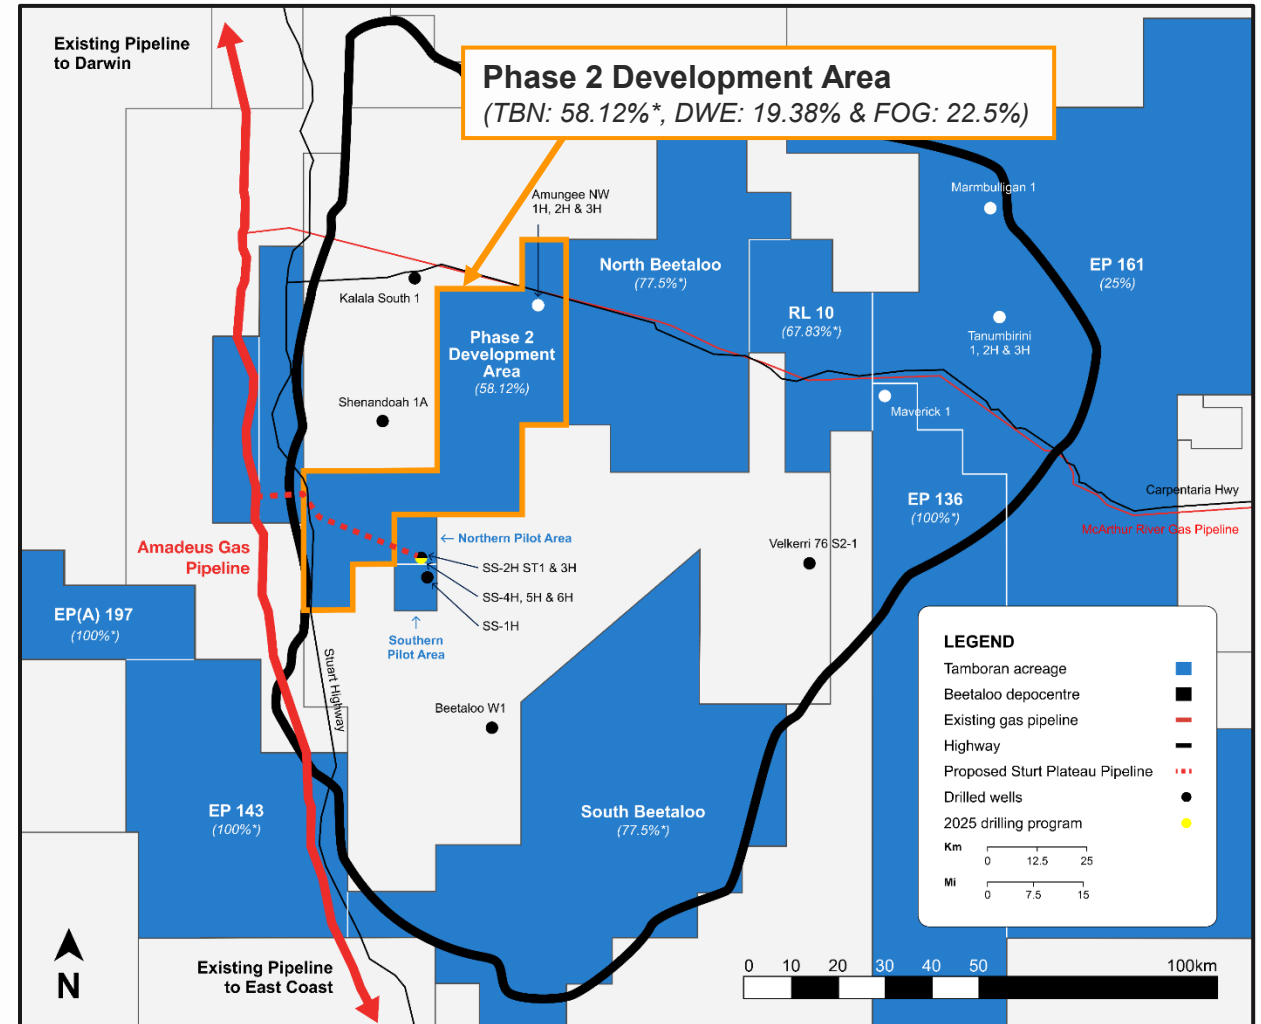 Existing Pipeline
to Darwin
Phase 2 Development Area
(TBN: 58.12%*, DWE: 19.38% & FOG: 22.5%)
Marmbulligan 1
Amungee NW
1H, 2H & 3H
North Beetaloo
(77.5%*)
EP 161
(25%)
Kalala South 1
RL 10
(67.83%*)
Tanumbirini
1, 2H & 3H
Phase 2
Development
Area
(58.12%)
Shenandoah 1A
Maverick 1
Carpentaria Hwy
EP 136
(100%*)
McArthur River Gas Pipeline
Amadeus Gas
Pipeline
← Northern Pilot Area
Velkerri 76 S2-1
SS-2H ST1 & 3H
SS-4H, 5H & 6H
SS-1H
EP(A) 197
(100%*)
↑
Southern
Pilot Area
Stuart Highway
Beetaloo W1
LEGEND
Tamboran acreage
Beetaloo depocentre
Existing gas pipeline
Highway
Proposed Sturt Plateau Pipeline
Drilled wells
2025 drilling program
Km
0 12.5 25
Mi
0 7.5 15
EP 143
(100%*)
South Beetaloo
(77.5%*)
N
Existing Pipeline
to East Coast
0 10 20 30 40 50 100km